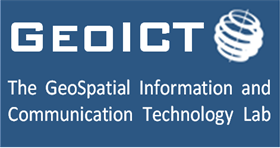 GEOICT
The GeoSpatial Information and
Communication Technology Lab